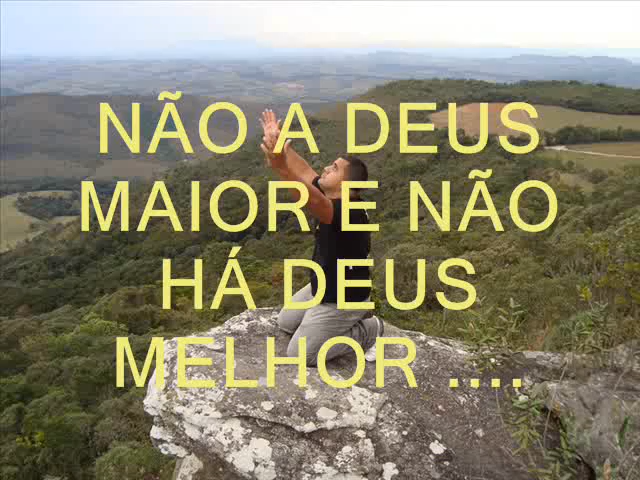 NÃO A DEUS
MAIOR E NÃO
HÁ DEUS
MELHOR ....